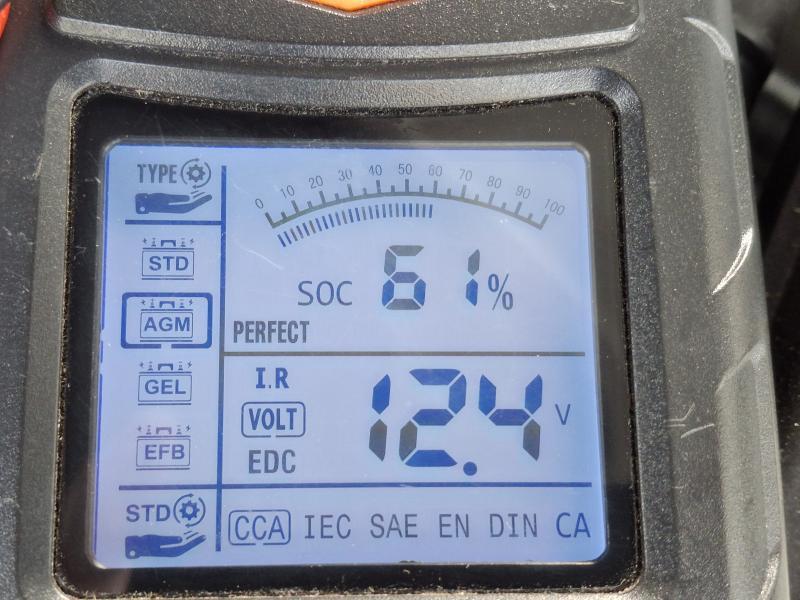 TYPE
0 10 20 30 40 50 60 70 80 90 100
STD
SOC 61%
AGM
PERFECT
GEL
I.R
VOLT
12.4 V
EFB
EDC
STD
CCA IEC SAE EN DIN CA